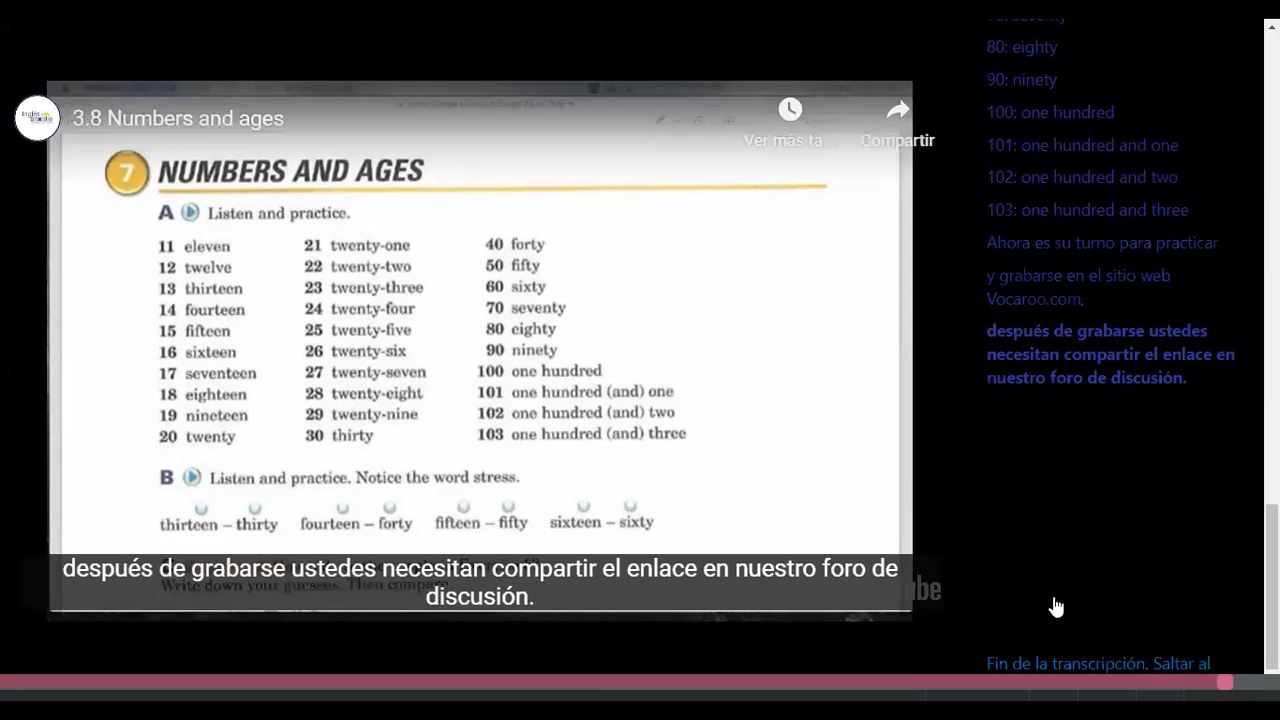 3.8 Numbers and ages
Ver más ta...
Compartir
7 NUMBERS AND AGES
A Listen and practice.
11 eleven
12 twelve
13 thirteen
14 fourteen
15 fifteen
16 sixteen
17 seventeen
18 eighteen
19 nineteen
20 twenty
21 twenty-one
22 twenty-two
23 twenty-three
24 twenty-four
25 twenty-five
26 twenty-six
27 twenty-seven
28 twenty-eight
29 twenty-nine
30 thirty
40 forty
50 fifty
60 sixty
70 seventy
80 eighty
90 ninety
100 one hundred
101 one hundred (and) one
102 one hundred (and) two
103 one hundred (and) three
B Listen and practice. Notice the word stress.
thirteen – thirty fourteen – forty fifteen – fifty sixteen – sixty
Write down your guesses. Then compare
después de grabarse ustedes necesitan compartir el enlace en nuestro foro de
discusión.
80: eighty
90: ninety
100: one hundred
101: one hundred and one
102: one hundred and two
103: one hundred and three
Ahora es su turno para practicar
y grabarse en el sitio web
Vocaroo.com,
después de grabarse ustedes
necesitan compartir el enlace en
nuestro foro de discusión.
Fin de la transcripción. Saltar al